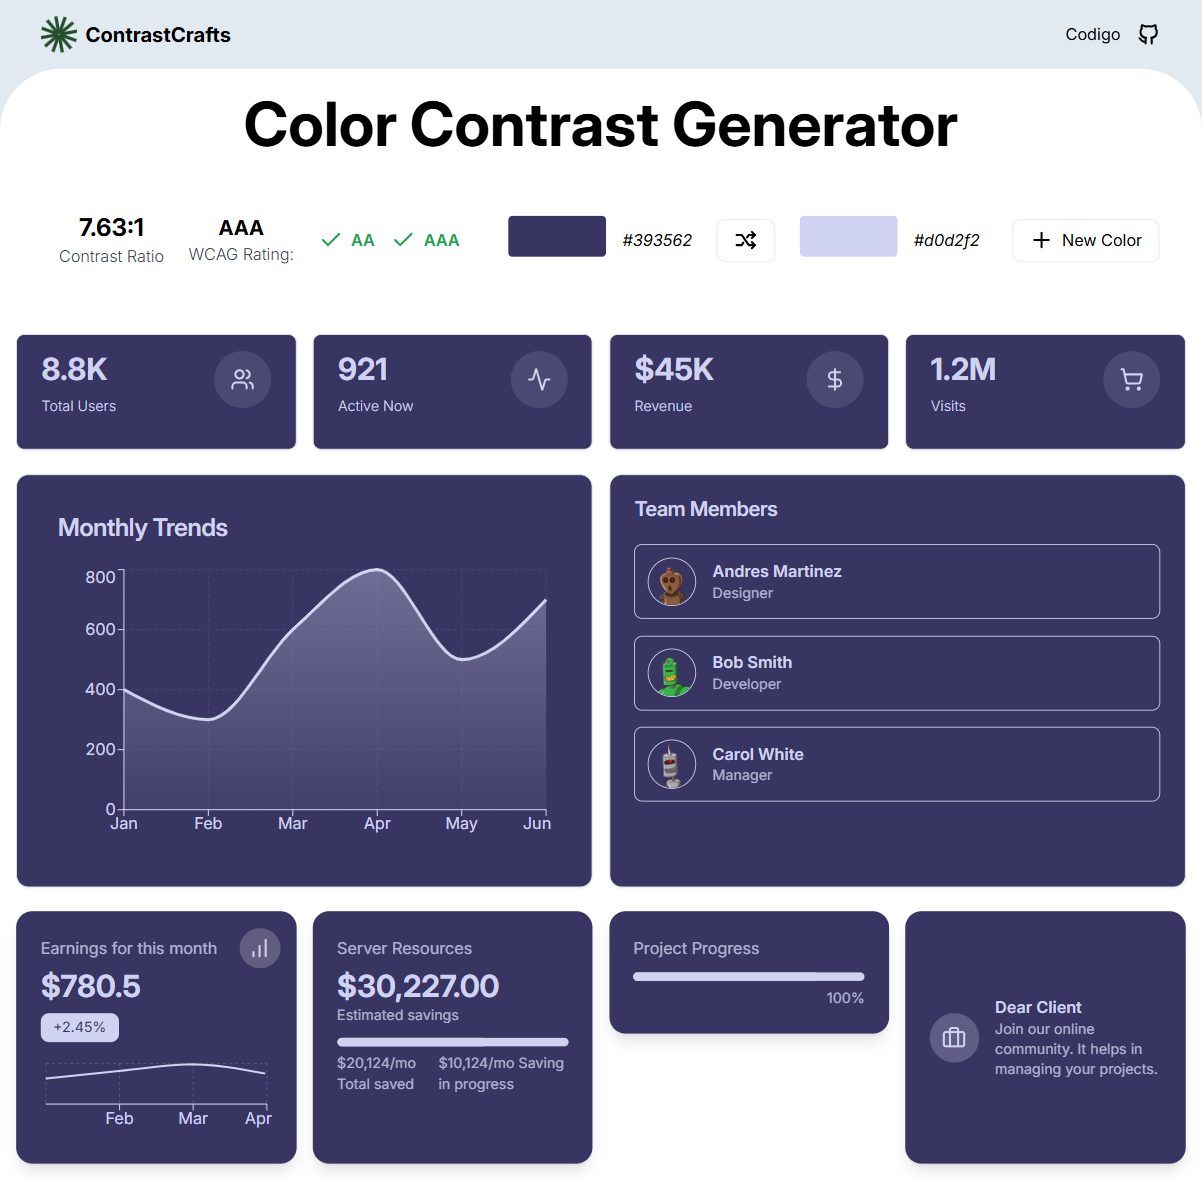 ContrastCrafts
Codigo
Color Contrast Generator
7.63:1
Contrast Ratio
AAA
WCAG Rating:
AA
AAA
#393562
#d0d2f2
New Color
8.8K
Total Users
921
Active Now
$45K
Revenue
1.2M
Visits
Monthly Trends
800
600
400
200
0
Jan
Feb
Mar
Apr
May
Jun
Team Members
Andres Martinez
Designer
Bob Smith
Developer
Carol White
Manager
Earnings for this month
$780.5
+2.45%
Feb
Mar
Apr
Server Resources
$30,227.00
Estimated savings
$20,124/mo
Total saved
$10,124/mo Saving
in progress
Project Progress
100%
Dear Client
Join our online
community. It helps in
managing your projects.